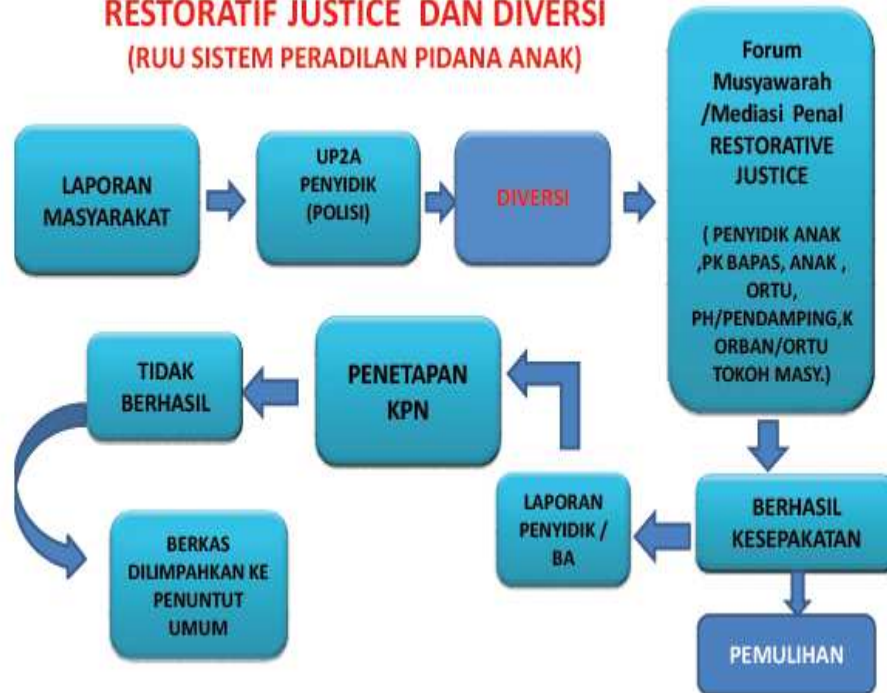 RESTORATIF JUSTICE DAN DIVERSI
(RUU SISTEM PERADILAN PIDANA ANAK)
LAPORAN
MASYARAKAT
UP2A
PENYIDIK
(POLISI)
DIVERSI
Forum
Musyawarah
/Mediasi Penal
RESTORATIVE
JUSTICE
( PENYIDIK ANAK
,PK BAPAS, ANAK ,
ORTU,
PH/PENDAMPING,K
ORBAN/ORTU
TOKOH MASY.)
BERHASIL
KESEPAKATAN
PEMULIHAN
LAPORAN
PENYIDIK /
BA
PENETAPAN
KPN
TIDAK
BERHASIL
BERKAS
DILIMPAHKAN KE
PENUNTUT
UMUM